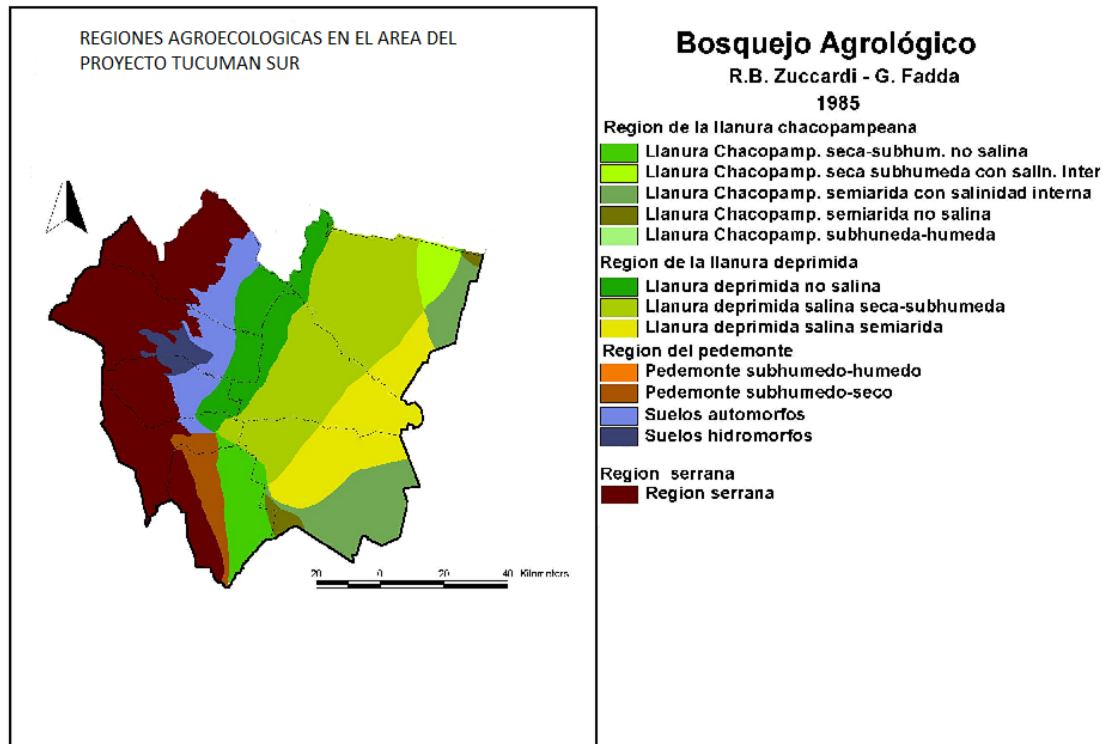 REGIONES AGROECOLOGICAS EN EL AREA DEL
PROYECTO TUCUMAN SUR
20 0 20 40 Kilometers
Bosquejo Agrológico
R.B. Zuccardi - G. Fadda
1985
Region de la llanura chacopampeana
Llanura Chacopamp. seca-subhum. no salina
Llanura Chacopamp. seca subhumeda con salin. Inter
Llanura Chacopamp. semiarida con salinidad interna
Llanura Chacopamp. semiarida no salina
Llanura Chacopamp. subhuneda-humeda
Region de la llanura deprimida
Llanura deprimida no salina
Llanura deprimida salina seca-subhumeda
Llanura deprimida salina semiarida
Region del pedemonte
Pedemonte subhumedo-humedo
Pedemonte subhumedo-seco
Suelos automorfos
Suelos hidromorfos
Region serrana
Region serrana